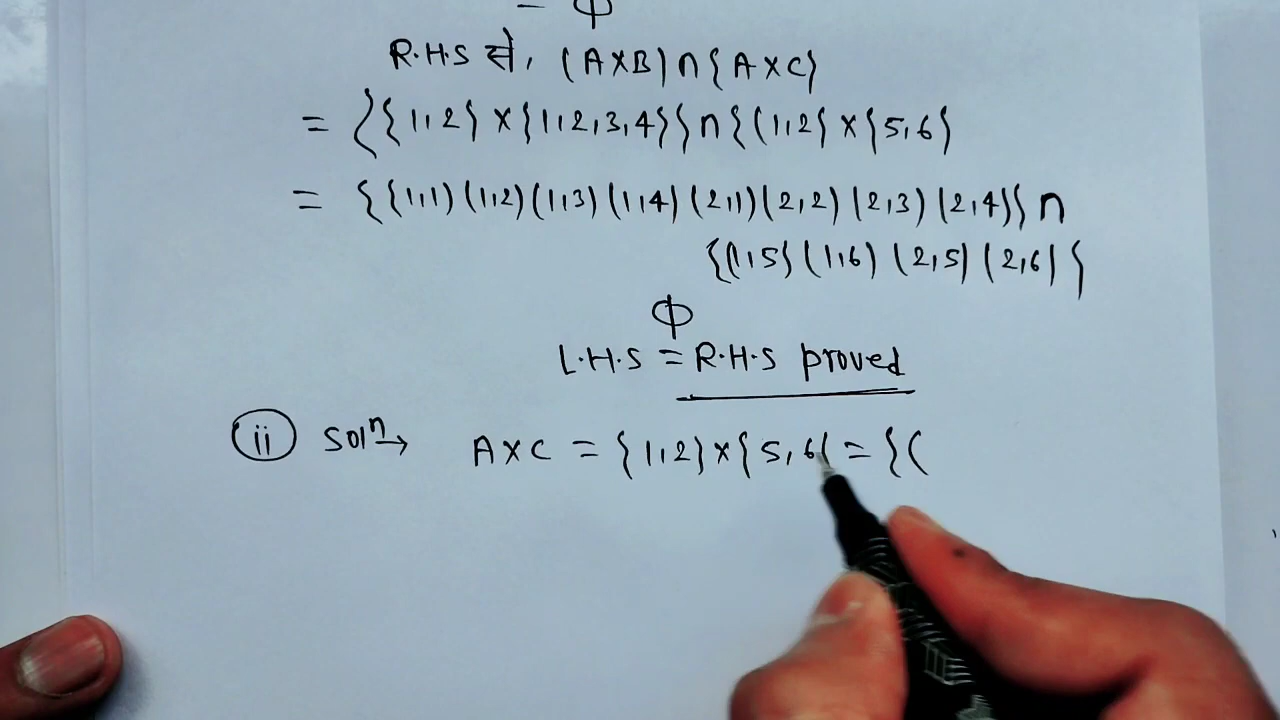 = Φ
R.H.S से, (A×B)∩{A×C}
= {{1,2}×{1,2,3,4}}∩{(1,2}×{5,6}
= {{1,1)(1,2)(1,3)(1,4)(2,1)(2,2)(2,3)(2,4)}∩
{(1,5}(1,6)(2,5)(2,6)}
Φ
L.H.S = R.H.S proved
ii Solⁿ→ A×C = {1,2}×{5,6} = {(